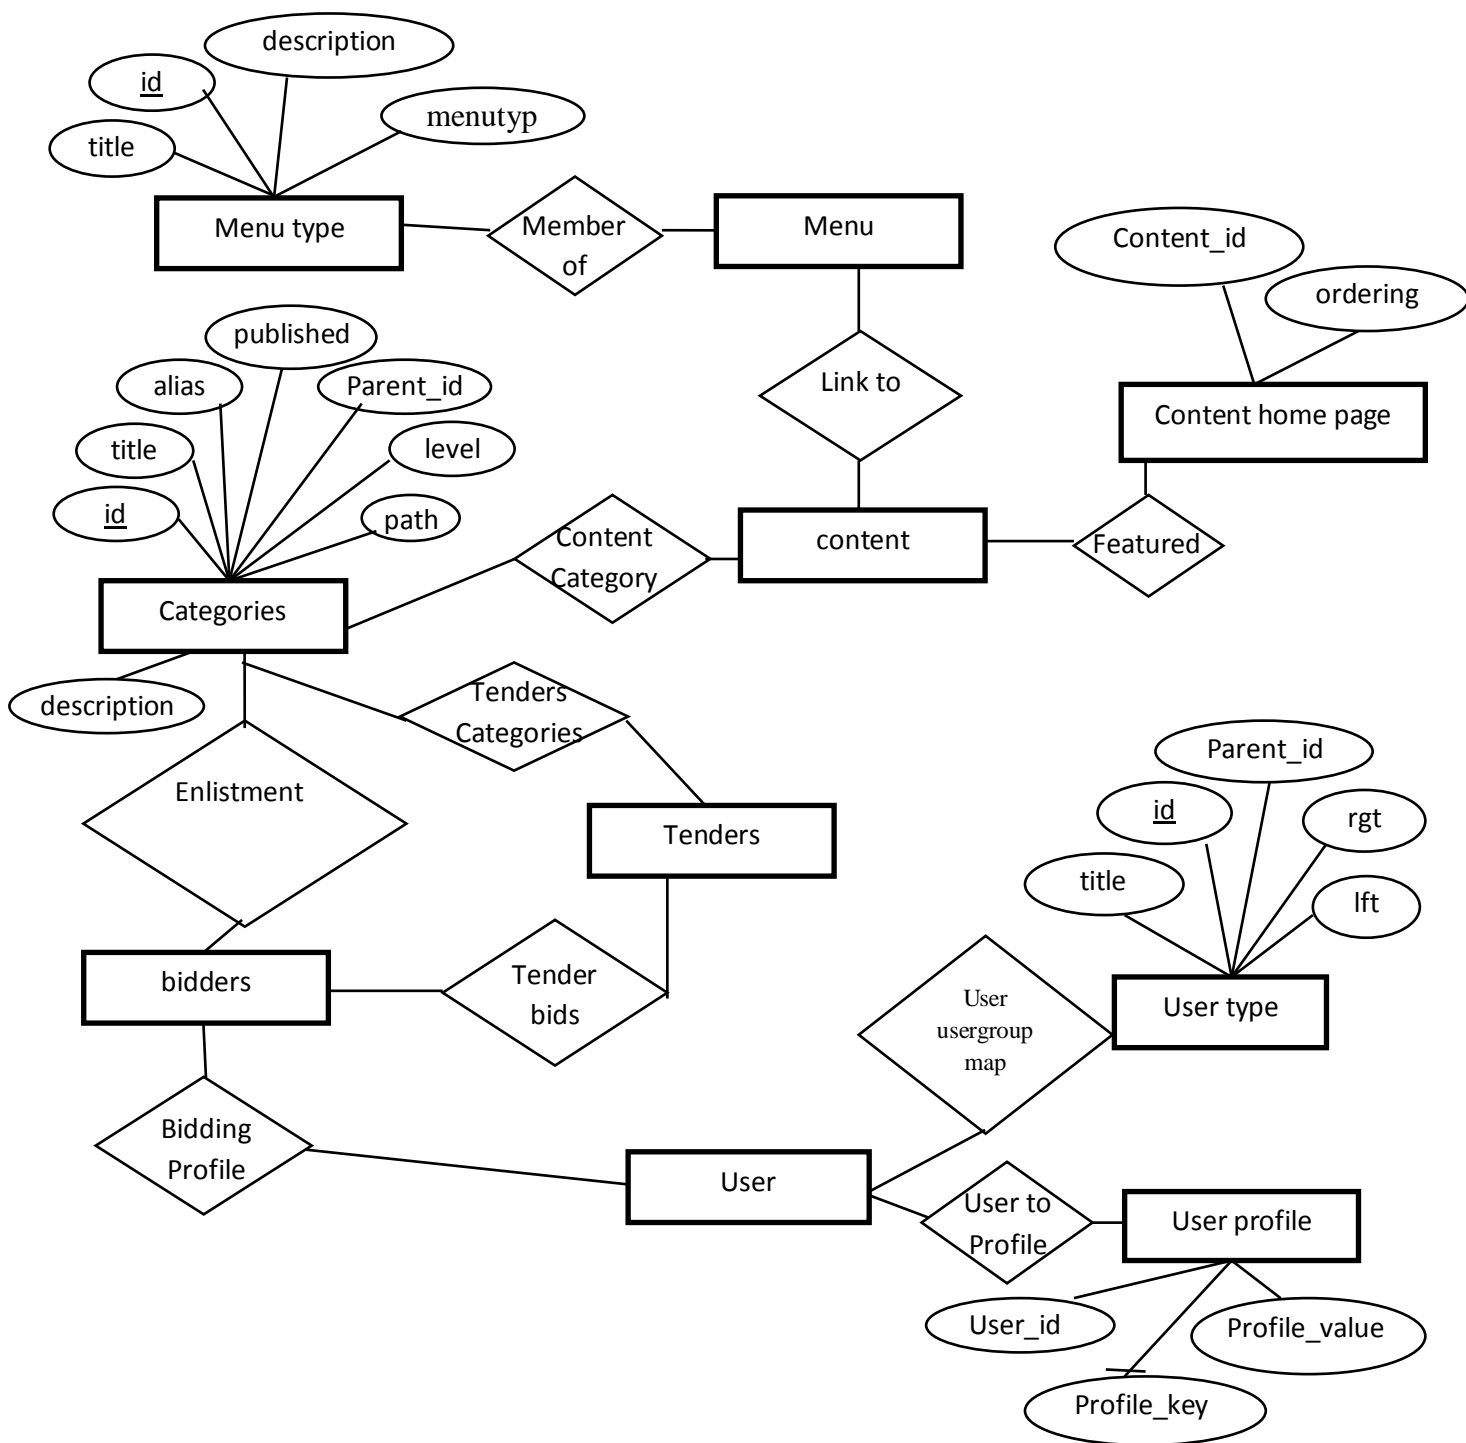 description
id
menutyp
title
Menu type
Member
of
Menu
Content_id
ordering
published
alias
Parent_id
title
level
id
path
Link to
Content home page
Content
Category
content
Featured
Categories
description
Tenders
Categories
Enlistment
Tenders
Parent_id
id
rgt
title
lft
bidders
Tender
bids
User
usergroup
map
User type
Bidding
Profile
User
User to
Profile
User profile
User_id
Profile_value
Profile_key